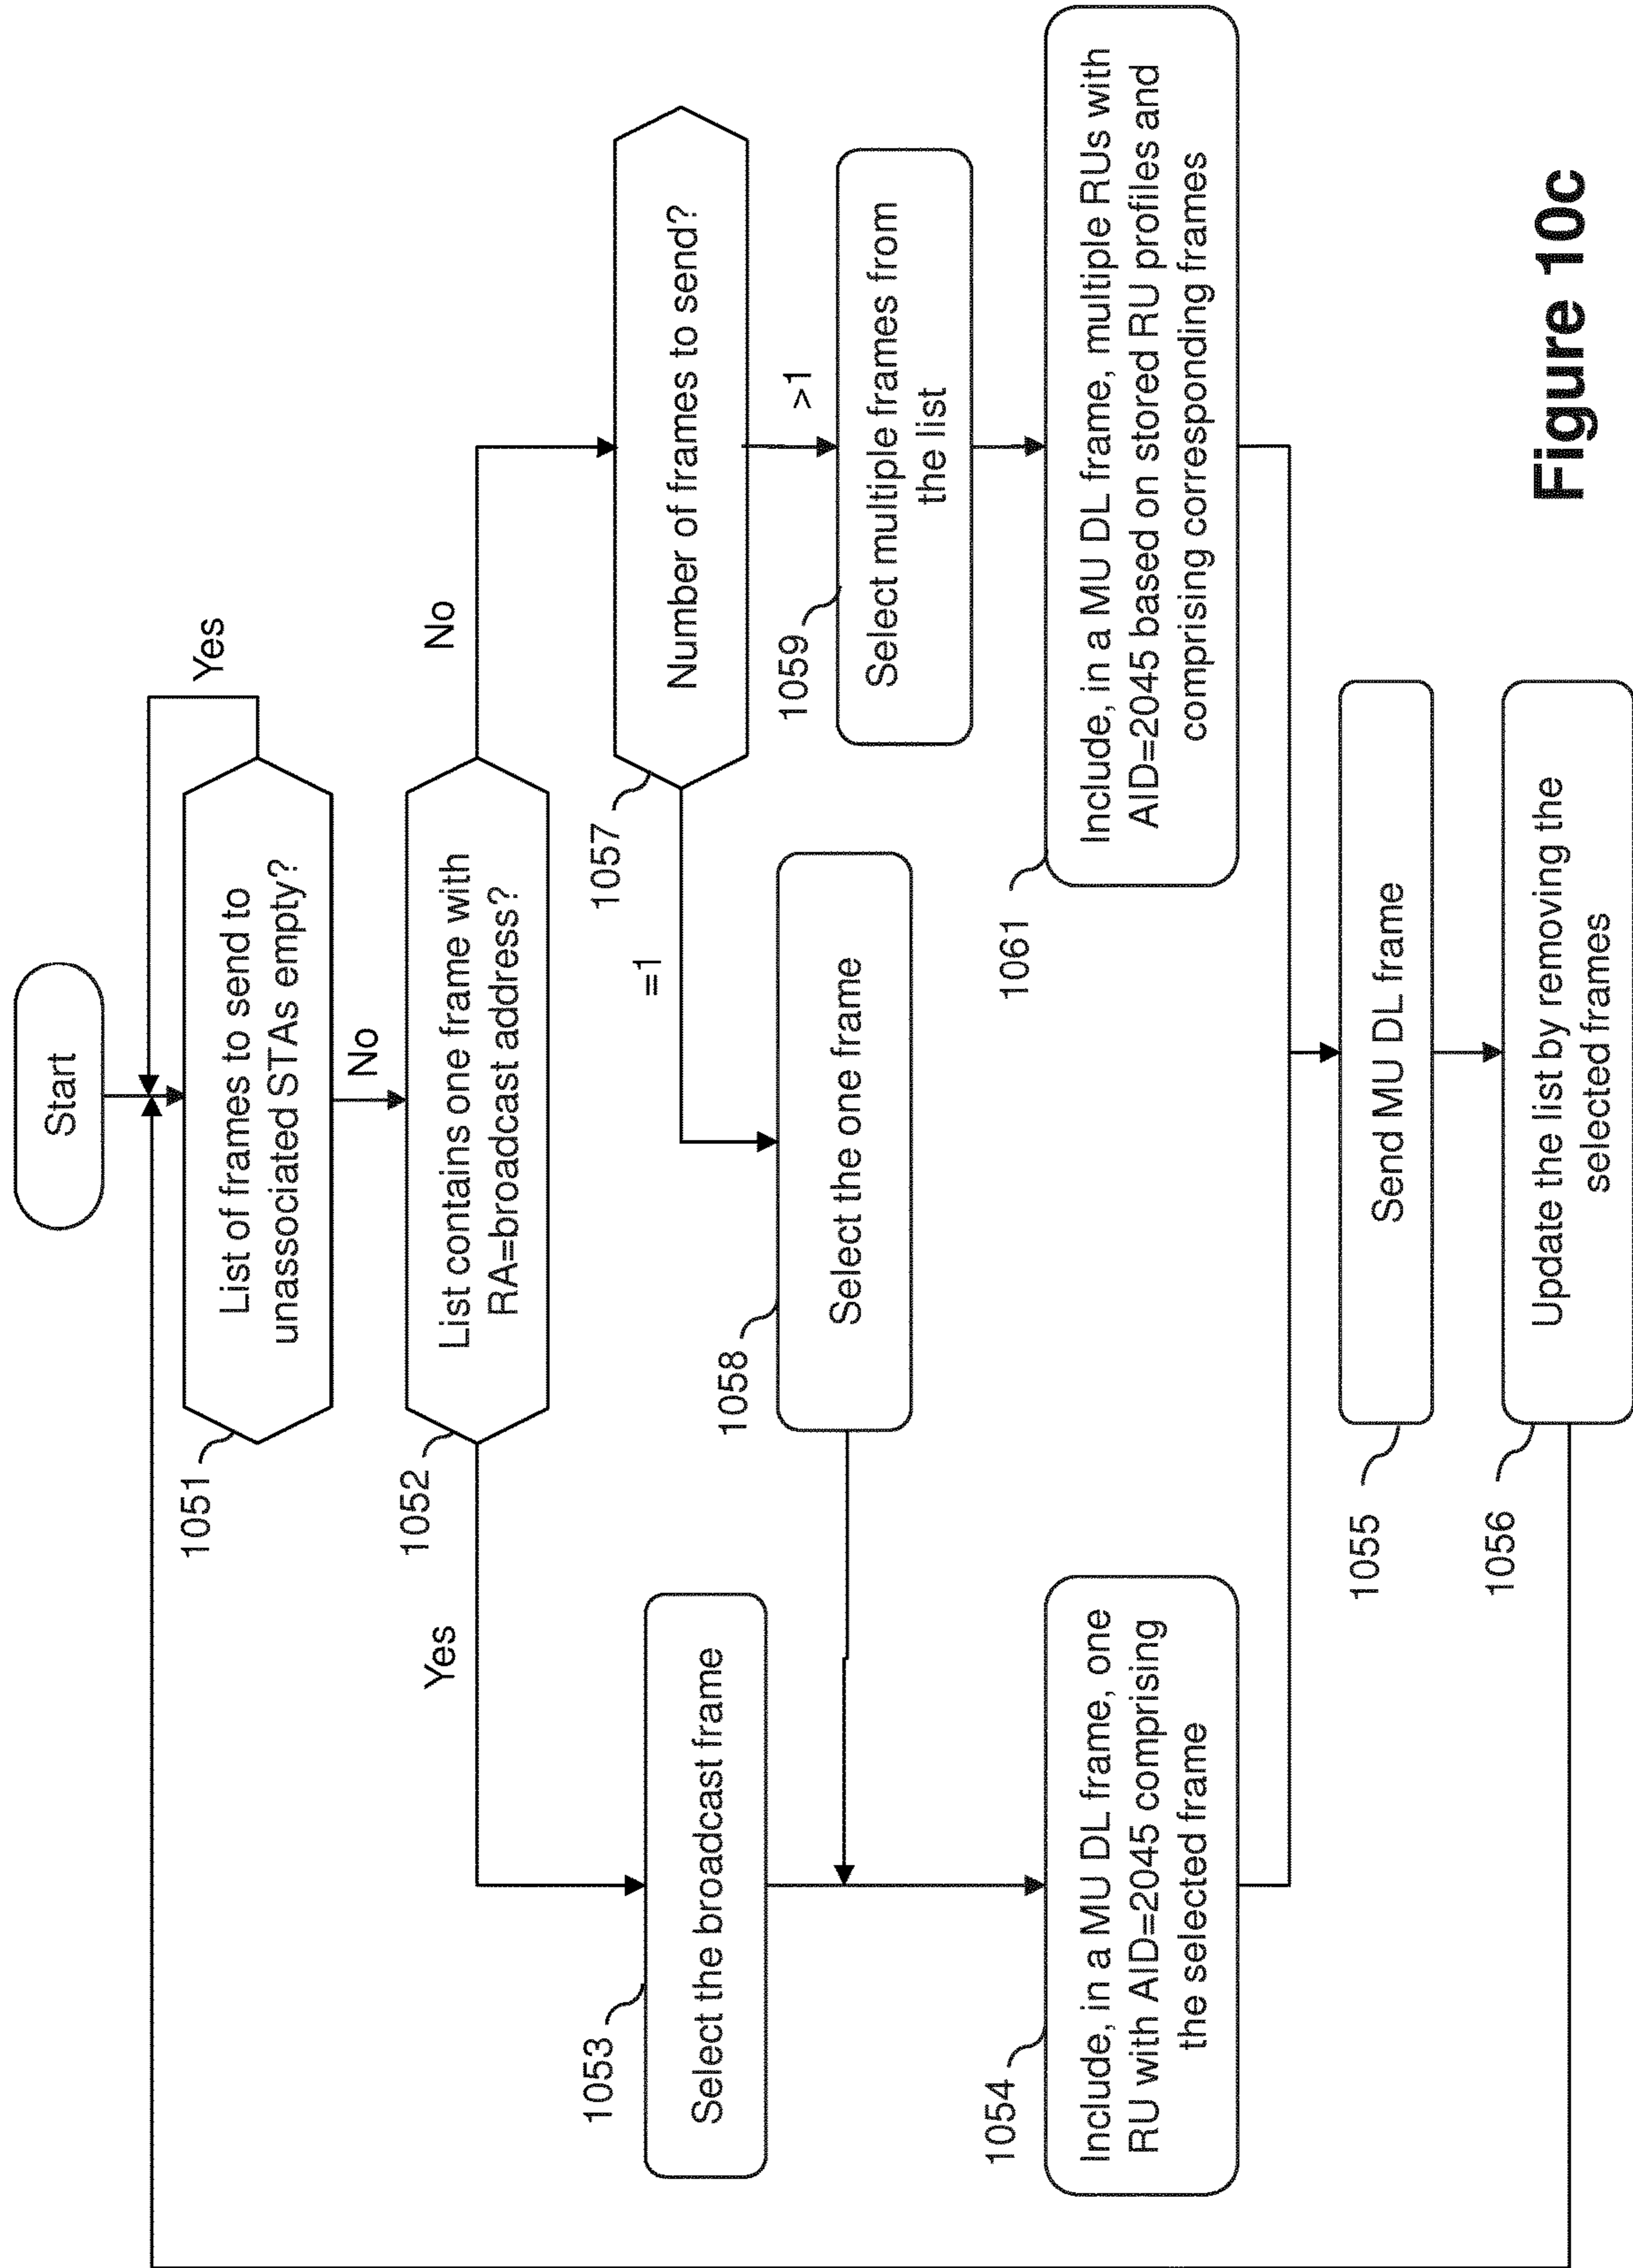 Start
List of frames to send to
unassociated STAs empty?
Yes
1051
No
List contains one frame with
RA=broadcast address?
1052
Yes
No
Select the broadcast frame
1053
Number of frames to send?
1057
=1
>1
Select the one frame
1058
Select multiple frames from
the list
1059
Include, in a MU DL frame, one
RU with AID=2045 comprising
the selected frame
1054
Include, in a MU DL frame, multiple RUs with
AID=2045 based on stored RU profiles and
comprising corresponding frames
1061
Send MU DL frame
1055
Update the list by removing the
selected frames
1056
Figure 10c